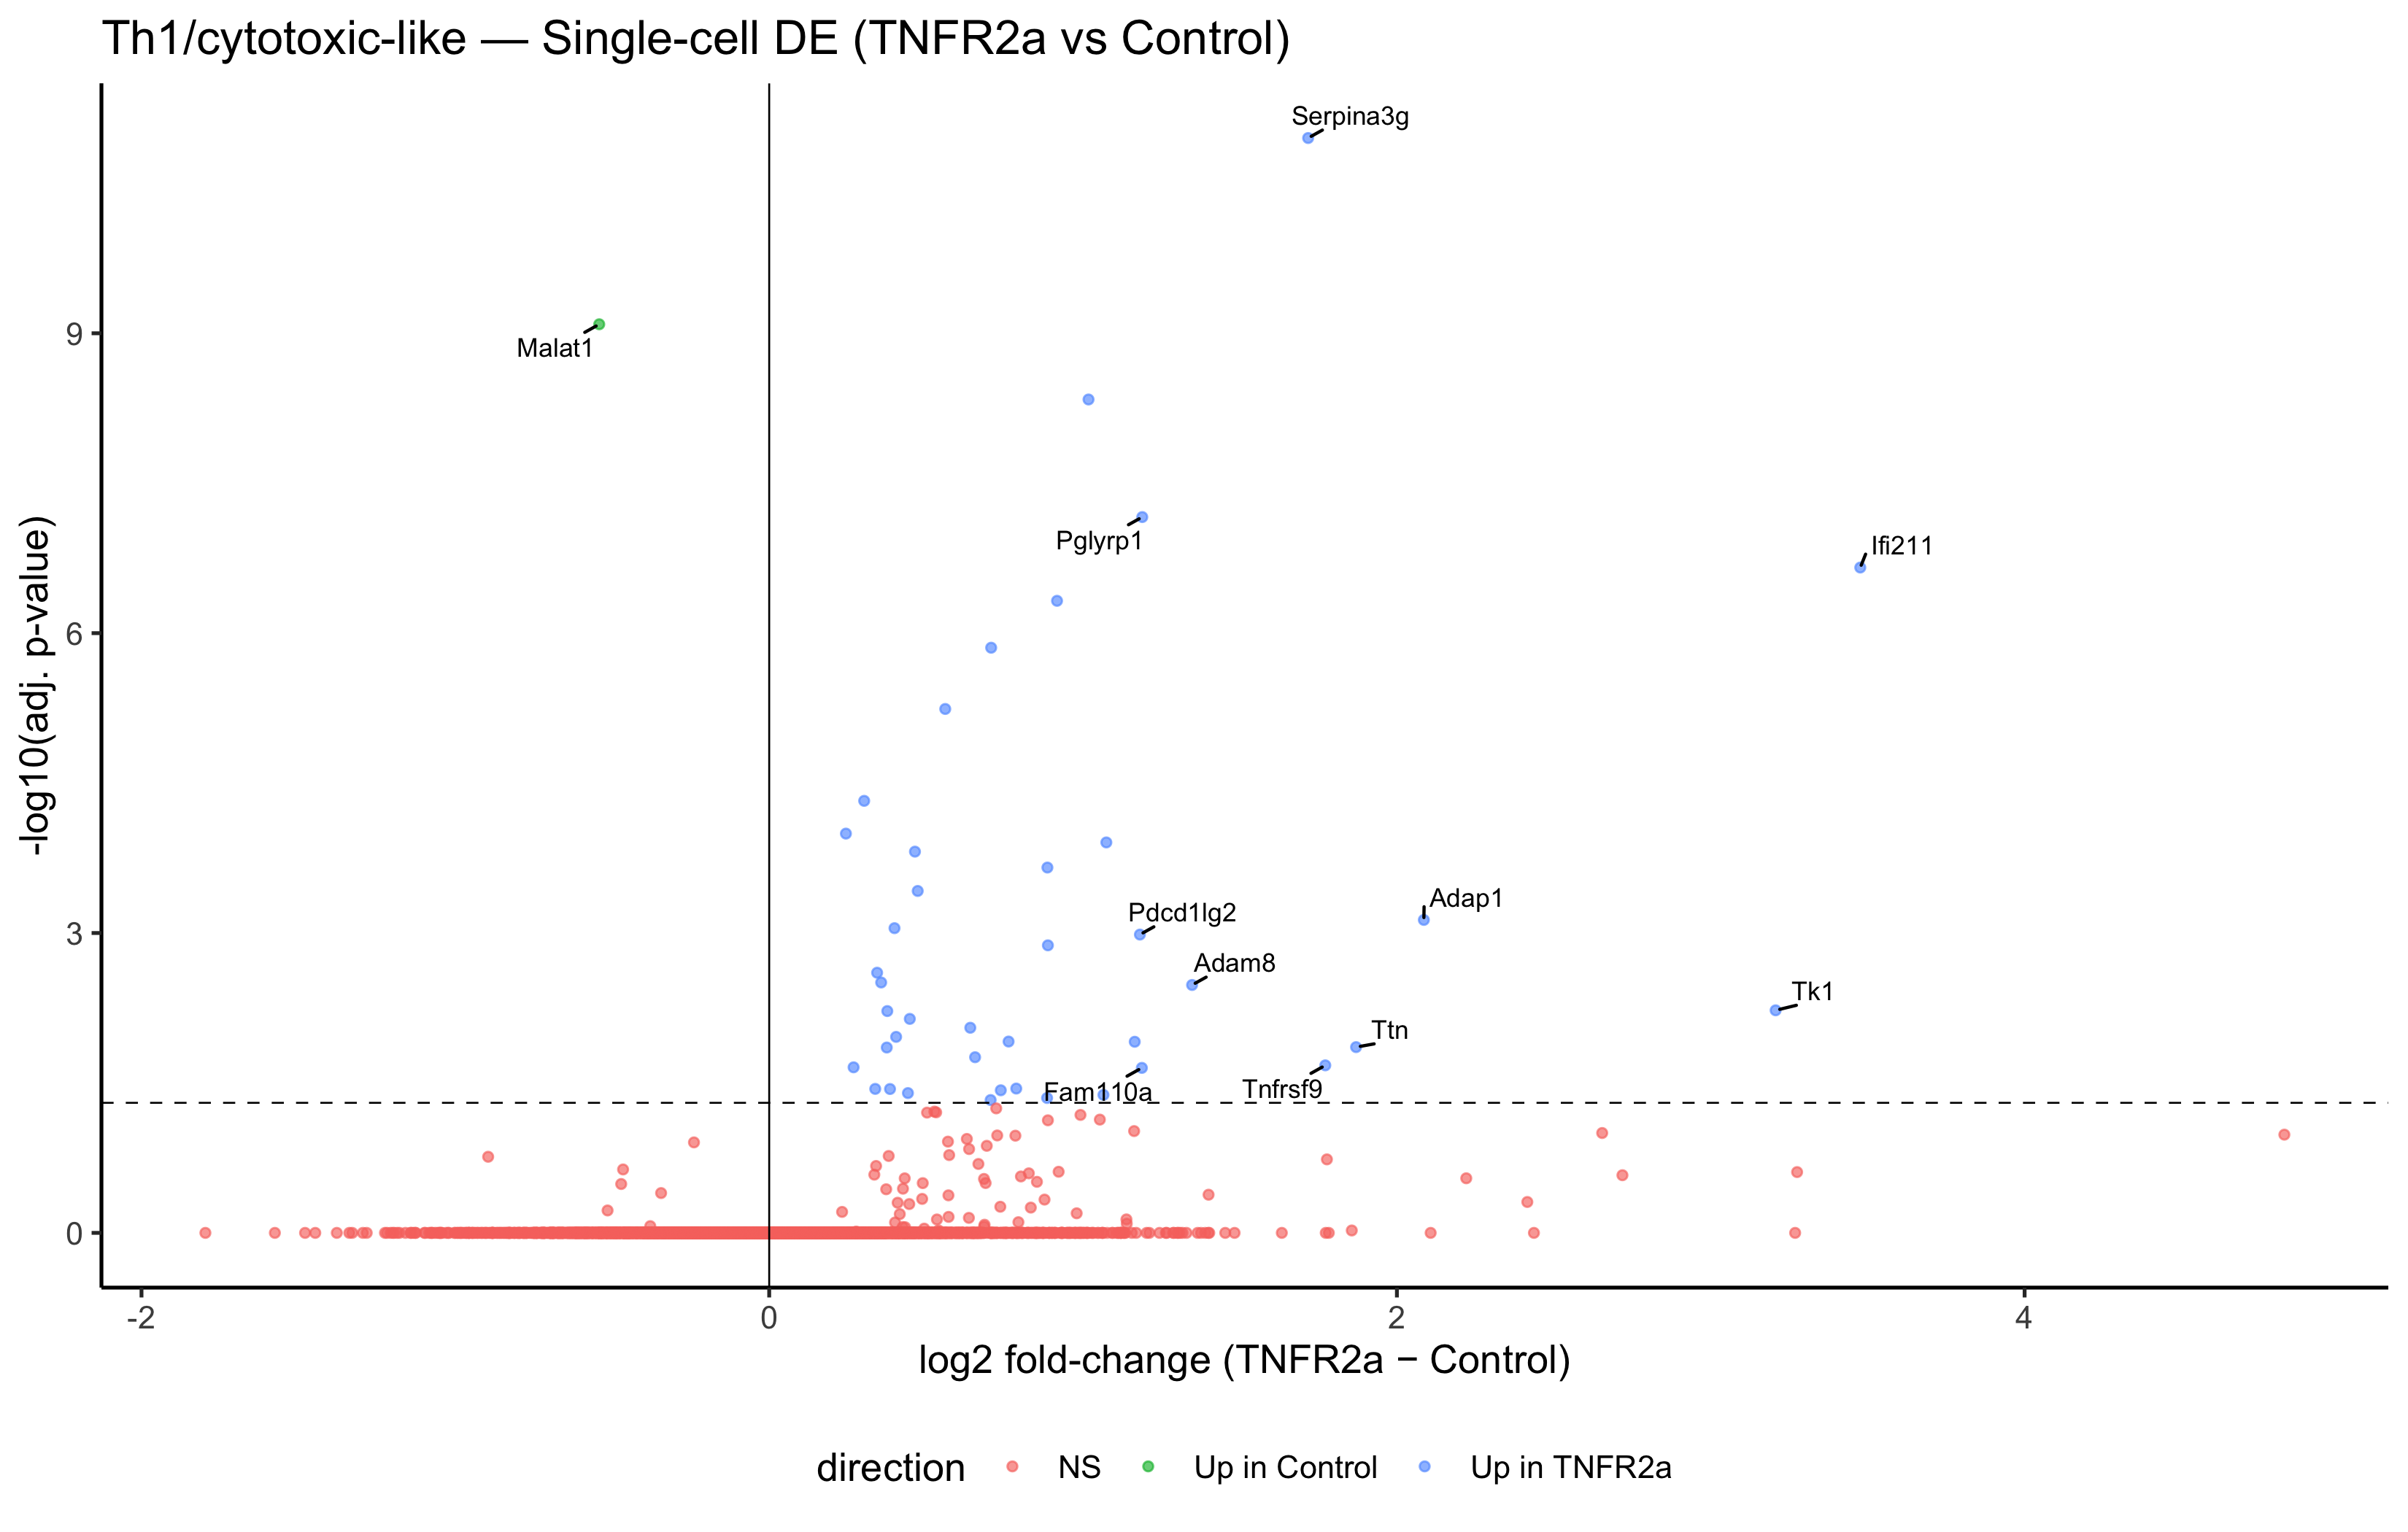 Th1/cytotoxic-like — Single-cell DE (TNFR2a vs Control)
Serpina3g
9
Malat1
Pglyrp1
Ifi211
-log10(adj. p-value)
6
Adap1
Pdcd1lg2
3
Adam8
Tk1
Ttn
Fam110a
Tnfrsf9
0
-2
0
2
4
log2 fold-change (TNFR2a − Control)
direction NS Up in Control Up in TNFR2a